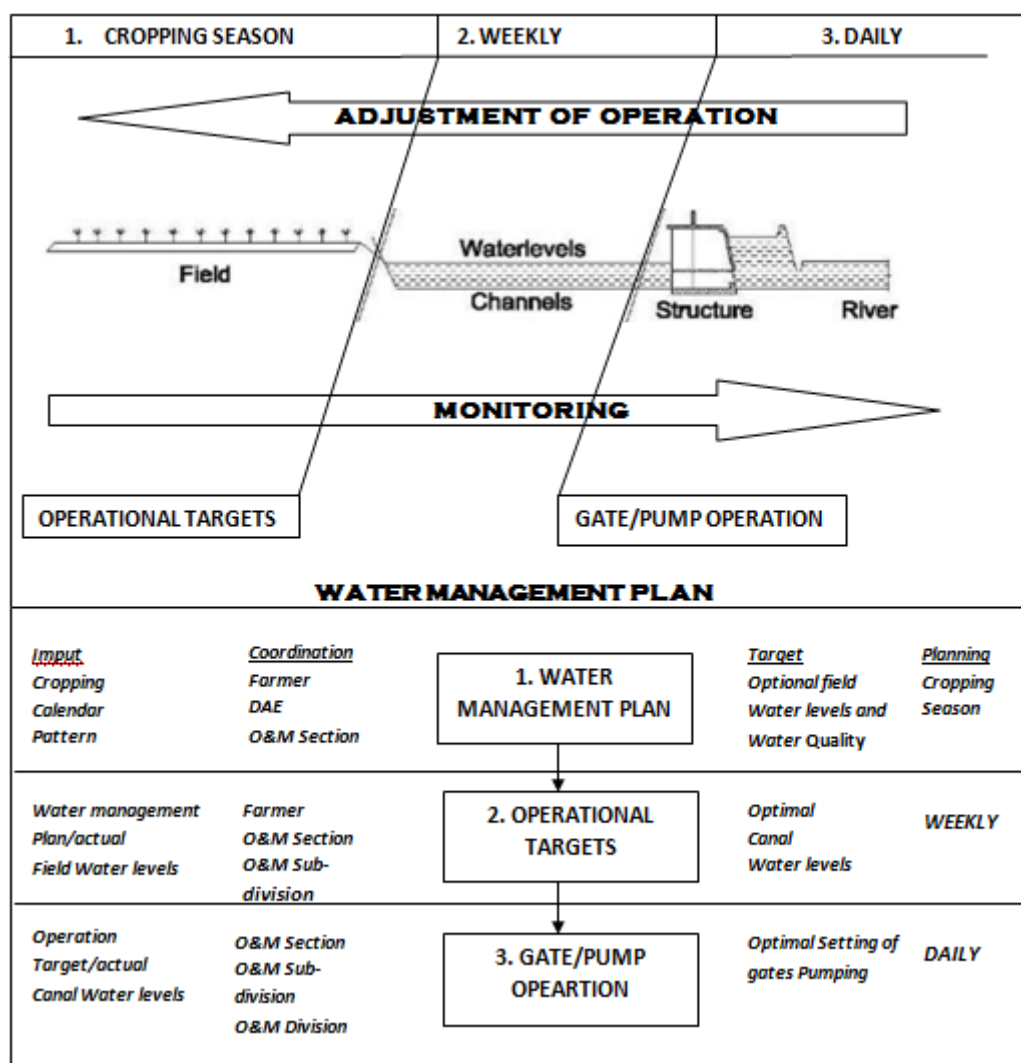 1. CROPPING SEASON
2. WEEKLY
3. DAILY
ADJUSTMENT OF OPERATION
Field
Waterlevels
Channels
Structure
River
MONITORING
OPERATIONAL TARGETS
GATE/PUMP OPERATION
WATER MANAGEMENT PLAN
Imput
Cropping
Calendar
Pattern
Coordination
Farmer
DAE
O&M Section
1. WATER
MANAGEMENT PLAN
Target
Optional field
Water levels and
Water Quality
Planning
Cropping
Season
Water management
Plan/actual
Field Water levels
Farmer
O&M Section
O&M Sub-
division
2. OPERATIONAL
TARGETS
Optimal
Canal
Water levels
WEEKLY
Operation
Target/actual
Canal Water levels
O&M Section
O&M Sub-
division
O&M Division
3. GATE/PUMP
OPEARTION
Optimal Setting of
gates Pumping
DAILY